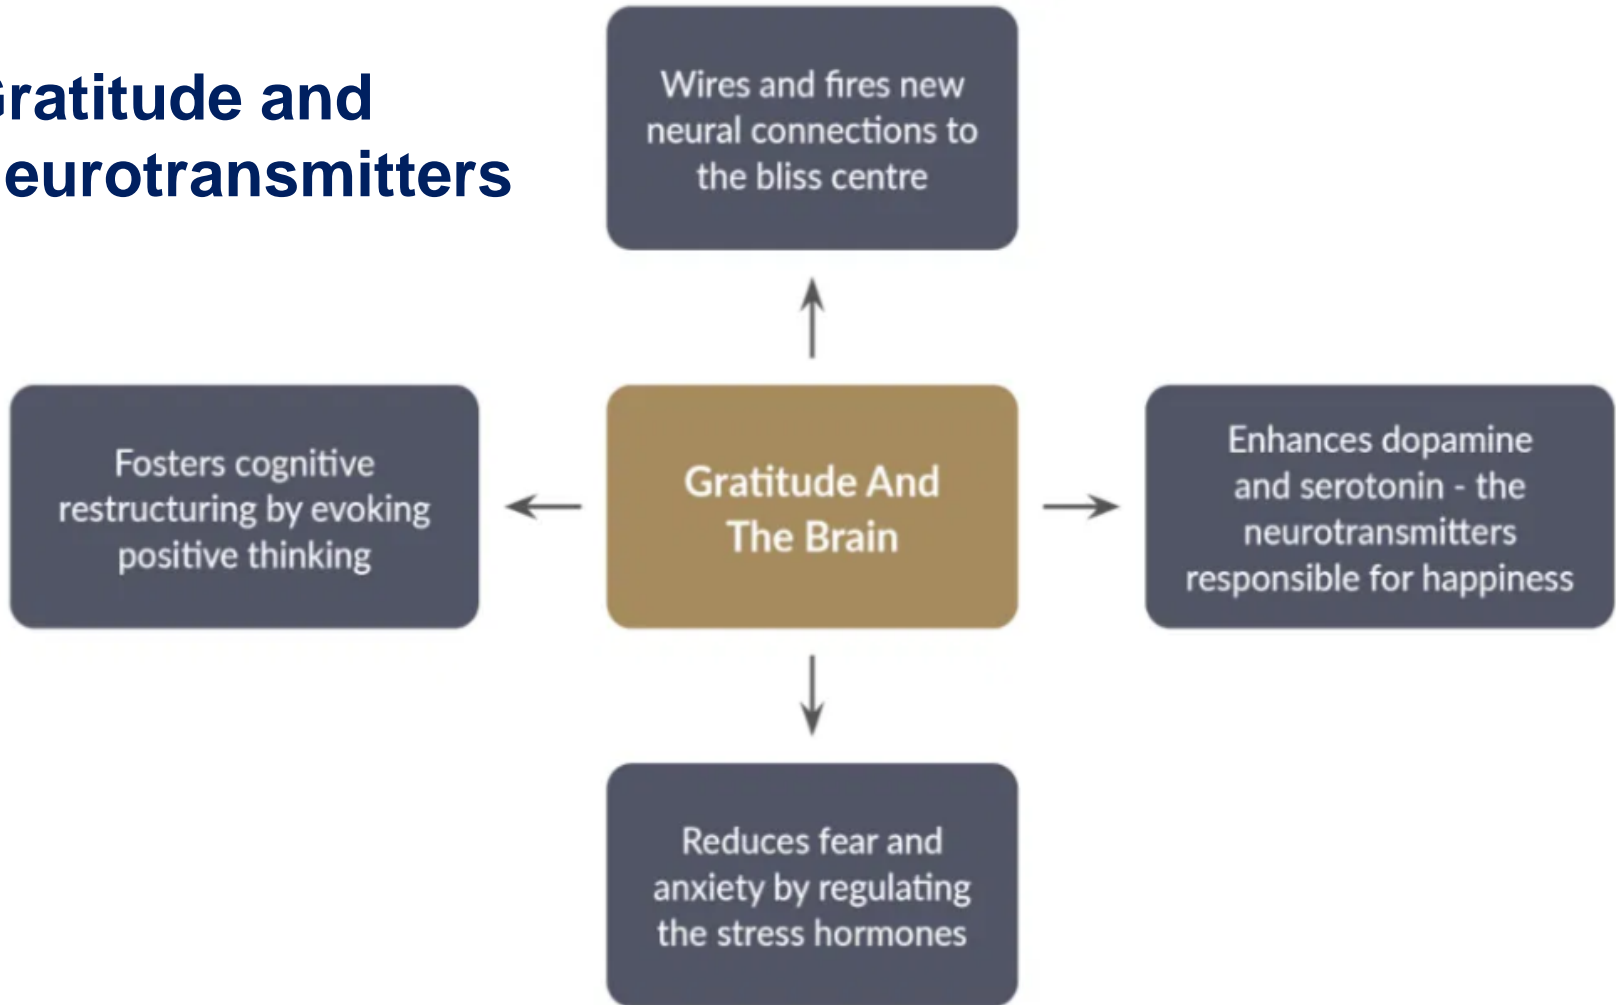 Gratitude and
eurotransmitters
Wires and fires new
neural connections to
the bliss centre
Fosters cognitive
restructuring by evoking
positive thinking
Gratitude And
The Brain
Enhances dopamine
and serotonin - the
neurotransmitters
responsible for happiness
Reduces fear and
anxiety by regulating
the stress hormones